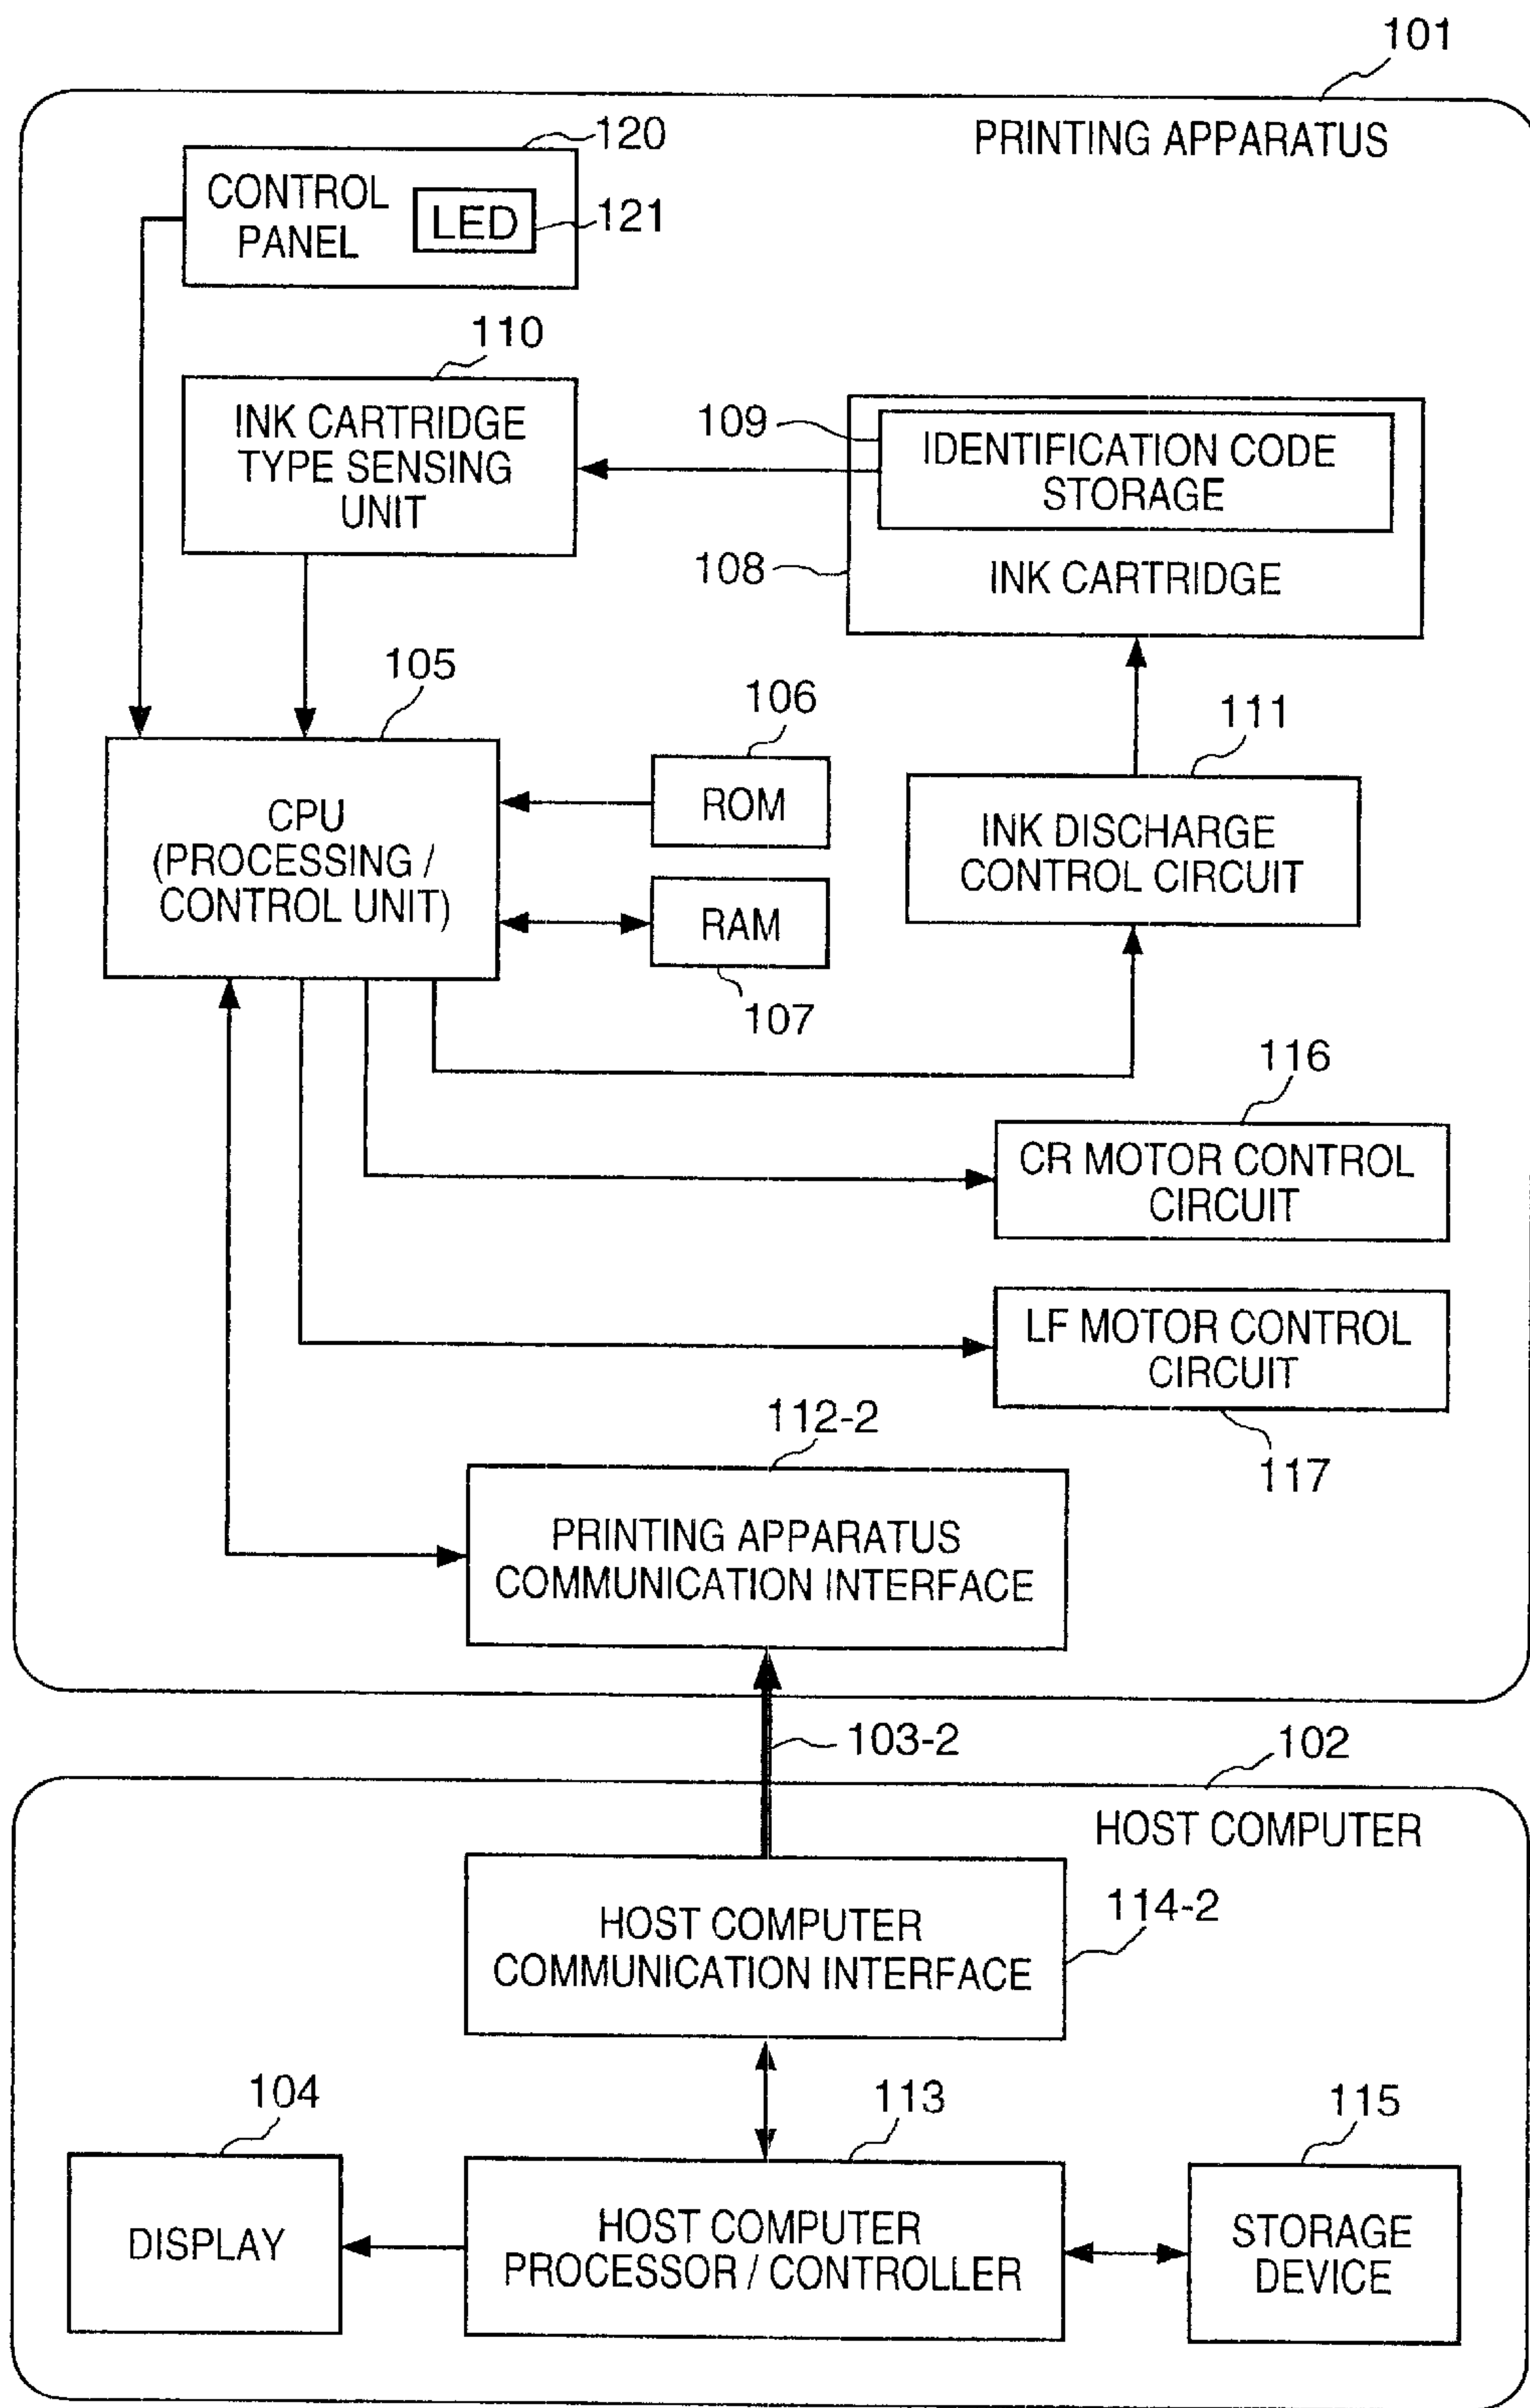 101
PRINTING APPARATUS
120
CONTROL
PANEL
LED
121
110
INK CARTRIDGE
TYPE SENSING
UNIT
109
IDENTIFICATION CODE
STORAGE
108
INK CARTRIDGE
105
CPU
(PROCESSING /
CONTROL UNIT)
106
ROM
RAM
107
111
INK DISCHARGE
CONTROL CIRCUIT
116
CR MOTOR CONTROL
CIRCUIT
LF MOTOR CONTROL
CIRCUIT
117
112-2
PRINTING APPARATUS
COMMUNICATION INTERFACE
103-2
102
HOST COMPUTER
HOST COMPUTER
COMMUNICATION INTERFACE
114-2
104
DISPLAY
113
HOST COMPUTER
PROCESSOR / CONTROLLER
115
STORAGE
DEVICE